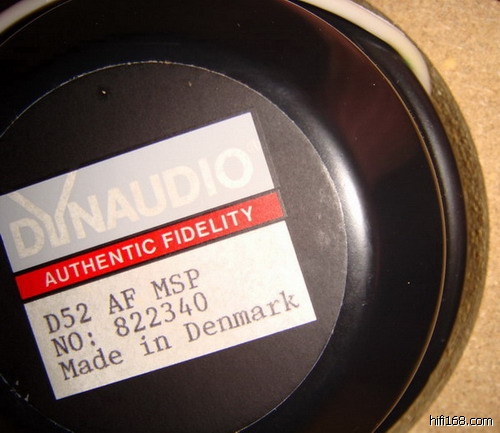 DYNAUDIO
AUTHENTIC FIDELITY
D52 AF MSP
NO: 822340
Made in Denmark
hifi168.com